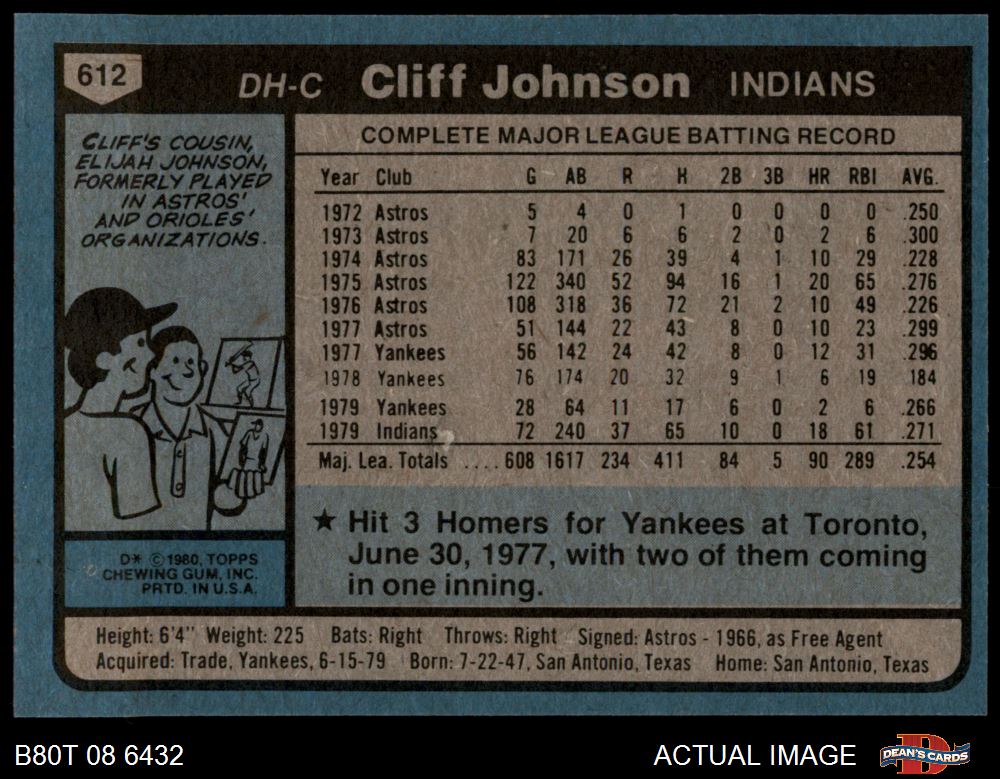 612 DH-C Cliff Johnson INDIANS
CLIFF'S COUSIN,
ELIJAH JOHNSON,
FORMERLY PLAYED
IN ASTROS'
AND ORIOLES'
ORGANIZATIONS.
COMPLETE MAJOR LEAGUE BATTING RECORD
Year Club G AB R H 2B 3B HR RBI AVG.
1972 Astros 5 4 0 1 0 0 0 0 .250
1973 Astros 7 20 6 6 2 0 2 6 .300
1974 Astros 83 171 26 39 4 1 10 29 .228
1975 Astros 122 340 52 94 16 1 20 65 .276
1976 Astros 108 318 36 72 21 2 10 49 .226
1977 Astros 51 144 22 43 8 0 10 23 .299
1977 Yankees 56 142 24 42 8 0 12 31 .296
1978 Yankees 76 174 20 32 9 1 6 19 .184
1979 Yankees 28 64 11 17 6 0 2 6 .266
1979 Indians 72 240 37 65 10 0 18 61 .271
Maj. Lea. Totals ....608 1617 234 411 84 5 90 289 .254
★ Hit 3 Homers for Yankees at Toronto,
June 30, 1977, with two of them coming
in one inning.
D* © 1980, TOPPS
CHEWING GUM, INC.
PRTD. IN U.S.A.
Height: 6'4" Weight: 225 Bats: Right Throws: Right Signed: Astros - 1966, as Free Agent
Acquired: Trade, Yankees, 6-15-79 Born: 7-22-47, San Antonio, Texas Home: San Antonio, Texas
B80T 08 6432 ACTUAL IMAGE DEAN'S CARDS